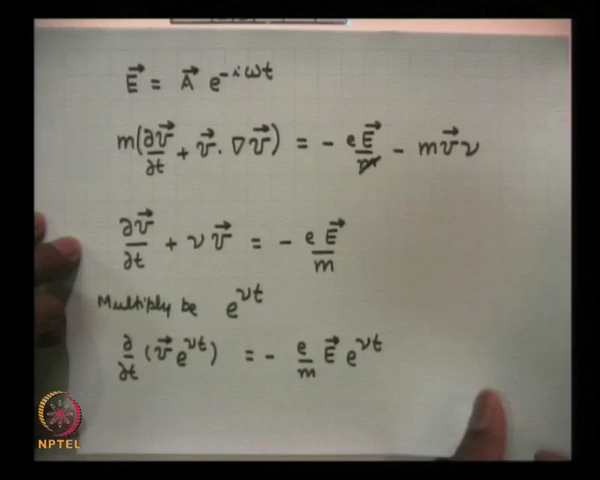 E⃗ = A⃗ e^{-iωt}
m(∂v⃗/∂t + v⃗ . ∇v⃗) = - eE⃗/m̸ - mv⃗ν
∂v⃗/∂t + νv⃗ = - eE⃗/m
Multiply be e^{νt}
∂/∂t (v⃗ e^{νt}) = - e/m E⃗ e^{νt}
NPTEL